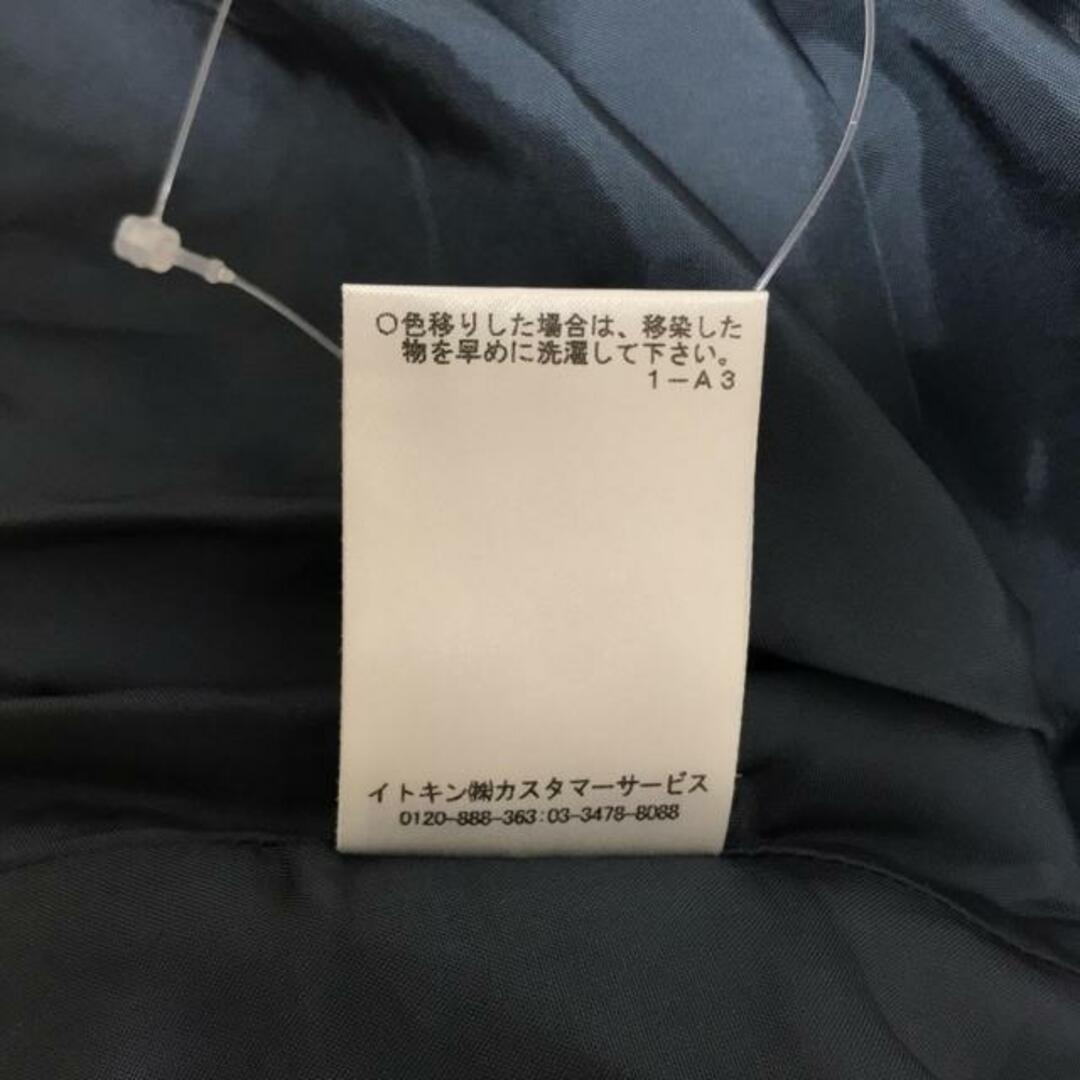 ○色移りした場合は、移染した
物を早めに洗濯して下さい。
1-A3
イトキン㈱カスタマーサービス
0120-888-363:03-3478-8088